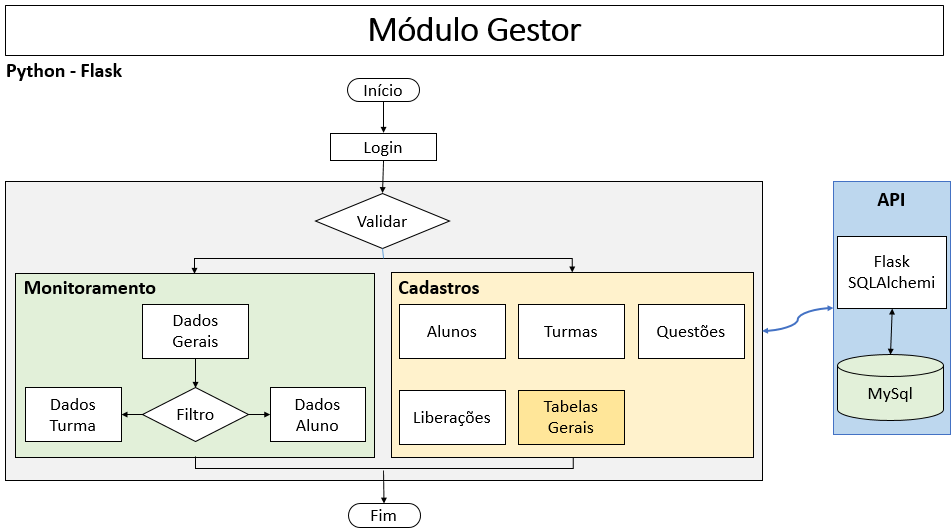 Módulo Gestor
Python - Flask
Início
Login
Validar
Monitoramento
Dados
Gerais
Dados
Turma
Filtro
Dados
Aluno
Cadastros
Alunos
Turmas
Questões
Liberações
Tabelas
Gerais
API
Flask
SQLAlchemi
MySql
Fim